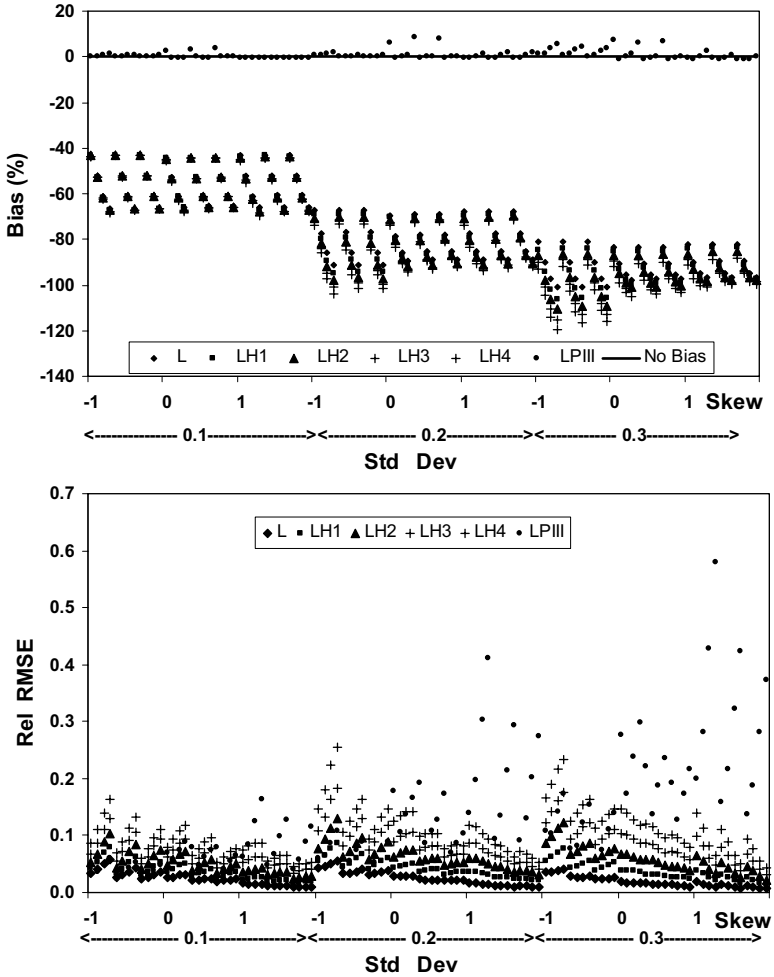 20
0
-20
-40
-60
-80
-100
-120
-140
Bias (%)
L LH1 LH2 LH3 LH4 LPIII No Bias
-1 0 1 -1 0 1 -1 0 1 Skew
<---------------- 0.1 ----------------><---------------- 0.2 ----------------><---------------- 0.3---------------->
Std Dev
0.7
0.6
0.5
0.4
0.3
0.2
0.1
0.0
Rel RMSE
L LH1 LH2 LH3 LH4 LPIII
-1 0 1 -1 0 1 -1 0 1 Skew
<---------------- 0.1 ----------------><---------------- 0.2 ----------------><---------------- 0.3---------------->
Std Dev